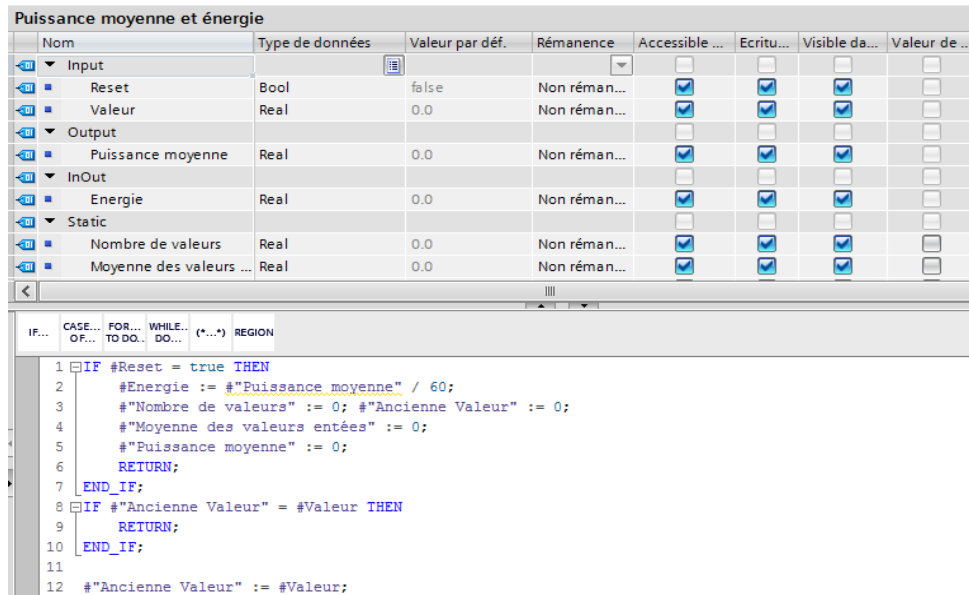 Puissance moyenne et énergie
Nom Type de données Valeur par déf. Rémanence Accessible ... Ecritu... Visible da... Valeur de ...
Input
Reset Bool false Non réman...
Valeur Real 0.0 Non réman...
Output
Puissance moyenne Real 0.0 Non réman...
InOut
Energie Real 0.0 Non réman...
Static
Nombre de valeurs Real 0.0 Non réman...
Moyenne des valeurs ... Real 0.0 Non réman...
IF... CASE... OF... FOR... TO DO... WHILE... DO... (*...*) REGION
1 IF #Reset = true THEN
2 #Energie := #"Puissance moyenne" / 60;
3 #"Nombre de valeurs" := 0; #"Ancienne Valeur" := 0;
4 #"Moyenne des valeurs entées" := 0;
5 #"Puissance moyenne" := 0;
6 RETURN;
7 END_IF;
8 IF #"Ancienne Valeur" = #Valeur THEN
9 RETURN;
10 END_IF;
11
12 #"Ancienne Valeur" := #Valeur;